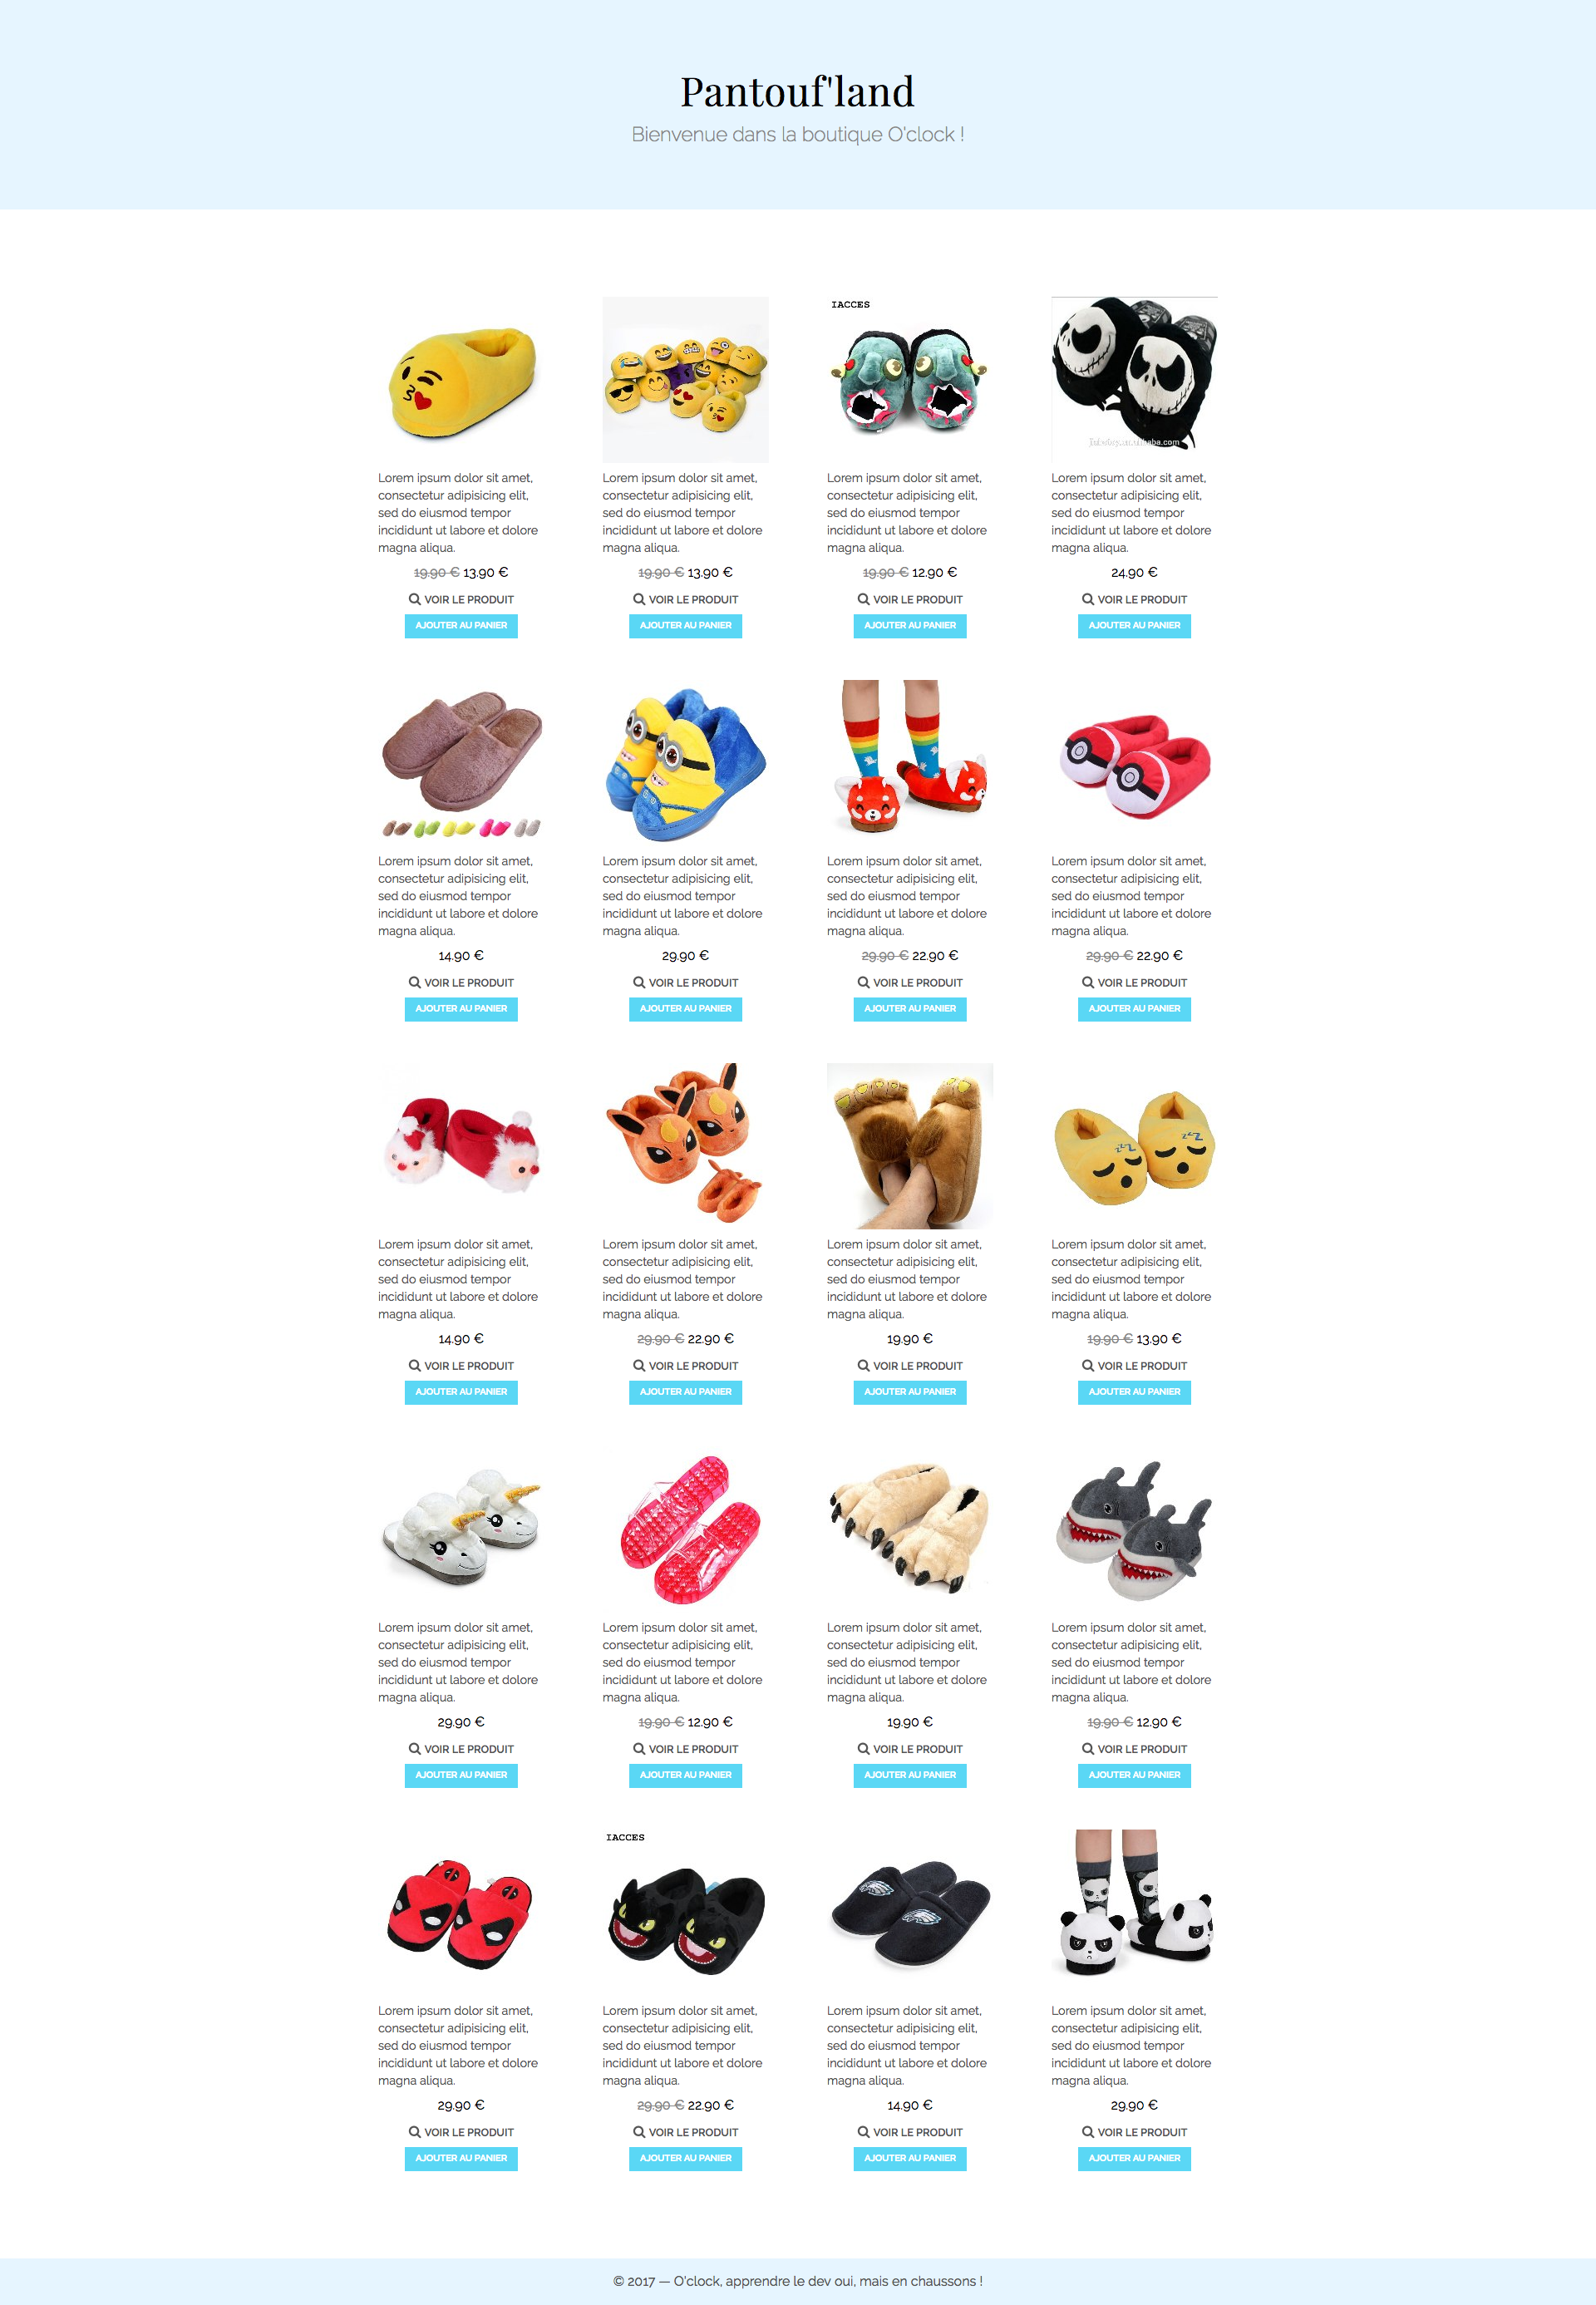 Pantouf'land
Bienvenue dans la boutique O'clock !
IACCES
Lorem ipsum dolor sit amet,
consectetur adipisicing elit,
sed do eiusmod tempor
incididunt ut labore et dolore
magna aliqua.
19.90 € 13.90 €
VOIR LE PRODUIT
AJOUTER AU PANIER
Lorem ipsum dolor sit amet,
consectetur adipisicing elit,
sed do eiusmod tempor
incididunt ut labore et dolore
magna aliqua.
19.90 € 13.90 €
VOIR LE PRODUIT
AJOUTER AU PANIER
Lorem ipsum dolor sit amet,
consectetur adipisicing elit,
sed do eiusmod tempor
incididunt ut labore et dolore
magna aliqua.
19.90 € 12.90 €
VOIR LE PRODUIT
AJOUTER AU PANIER
Lorem ipsum dolor sit amet,
consectetur adipisicing elit,
sed do eiusmod tempor
incididunt ut labore et dolore
magna aliqua.
24.90 €
VOIR LE PRODUIT
AJOUTER AU PANIER
Lorem ipsum dolor sit amet,
consectetur adipisicing elit,
sed do eiusmod tempor
incididunt ut labore et dolore
magna aliqua.
14.90 €
VOIR LE PRODUIT
AJOUTER AU PANIER
Lorem ipsum dolor sit amet,
consectetur adipisicing elit,
sed do eiusmod tempor
incididunt ut labore et dolore
magna aliqua.
29.90 €
VOIR LE PRODUIT
AJOUTER AU PANIER
Lorem ipsum dolor sit amet,
consectetur adipisicing elit,
sed do eiusmod tempor
incididunt ut labore et dolore
magna aliqua.
29.90 € 22.90 €
VOIR LE PRODUIT
AJOUTER AU PANIER
Lorem ipsum dolor sit amet,
consectetur adipisicing elit,
sed do eiusmod tempor
incididunt ut labore et dolore
magna aliqua.
29.90 € 22.90 €
VOIR LE PRODUIT
AJOUTER AU PANIER
Lorem ipsum dolor sit amet,
consectetur adipisicing elit,
sed do eiusmod tempor
incididunt ut labore et dolore
magna aliqua.
14.90 €
VOIR LE PRODUIT
AJOUTER AU PANIER
Lorem ipsum dolor sit amet,
consectetur adipisicing elit,
sed do eiusmod tempor
incididunt ut labore et dolore
magna aliqua.
29.90 € 22.90 €
VOIR LE PRODUIT
AJOUTER AU PANIER
Lorem ipsum dolor sit amet,
consectetur adipisicing elit,
sed do eiusmod tempor
incididunt ut labore et dolore
magna aliqua.
19.90 €
VOIR LE PRODUIT
AJOUTER AU PANIER
zzZ
zzZ
Lorem ipsum dolor sit amet,
consectetur adipisicing elit,
sed do eiusmod tempor
incididunt ut labore et dolore
magna aliqua.
19.90 € 13.90 €
VOIR LE PRODUIT
AJOUTER AU PANIER
Lorem ipsum dolor sit amet,
consectetur adipisicing elit,
sed do eiusmod tempor
incididunt ut labore et dolore
magna aliqua.
29.90 €
VOIR LE PRODUIT
AJOUTER AU PANIER
Lorem ipsum dolor sit amet,
consectetur adipisicing elit,
sed do eiusmod tempor
incididunt ut labore et dolore
magna aliqua.
19.90 € 12.90 €
VOIR LE PRODUIT
AJOUTER AU PANIER
Lorem ipsum dolor sit amet,
consectetur adipisicing elit,
sed do eiusmod tempor
incididunt ut labore et dolore
magna aliqua.
19.90 €
VOIR LE PRODUIT
AJOUTER AU PANIER
Lorem ipsum dolor sit amet,
consectetur adipisicing elit,
sed do eiusmod tempor
incididunt ut labore et dolore
magna aliqua.
19.90 € 12.90 €
VOIR LE PRODUIT
AJOUTER AU PANIER
Lorem ipsum dolor sit amet,
consectetur adipisicing elit,
sed do eiusmod tempor
incididunt ut labore et dolore
magna aliqua.
29.90 €
VOIR LE PRODUIT
AJOUTER AU PANIER
IACCES
Lorem ipsum dolor sit amet,
consectetur adipisicing elit,
sed do eiusmod tempor
incididunt ut labore et dolore
magna aliqua.
29.90 € 22.90 €
VOIR LE PRODUIT
AJOUTER AU PANIER
Lorem ipsum dolor sit amet,
consectetur adipisicing elit,
sed do eiusmod tempor
incididunt ut labore et dolore
magna aliqua.
14.90 €
VOIR LE PRODUIT
AJOUTER AU PANIER
Lorem ipsum dolor sit amet,
consectetur adipisicing elit,
sed do eiusmod tempor
incididunt ut labore et dolore
magna aliqua.
29.90 €
VOIR LE PRODUIT
AJOUTER AU PANIER
© 2017 — O'clock, apprendre le dev oui, mais en chaussons !